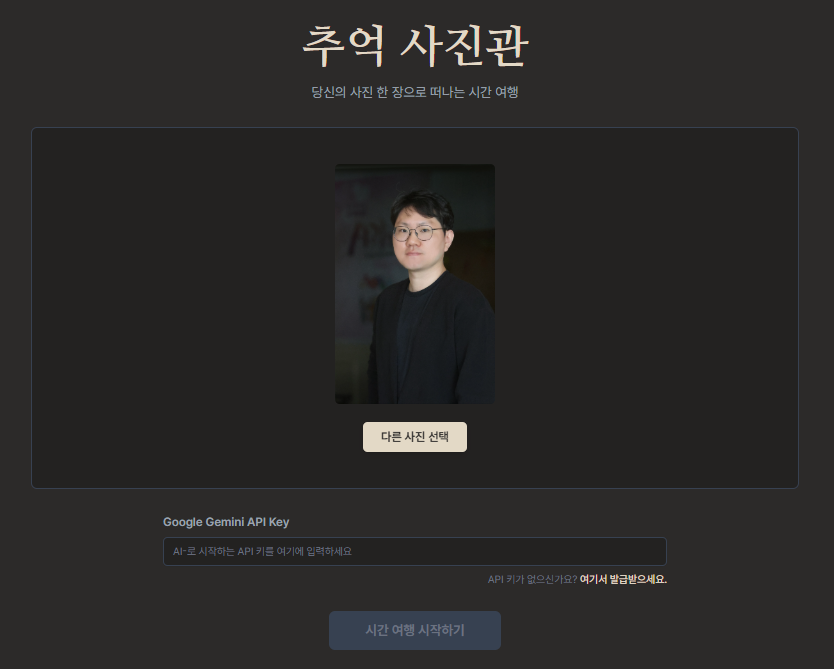 추억 사진관
당신의 사진 한 장으로 떠나는 시간 여행
다른 사진 선택
Google Gemini API Key
AI-로 시작하는 API 키를 여기에 입력하세요
API 키가 없으신가요? 여기서 발급받으세요.
시간 여행 시작하기